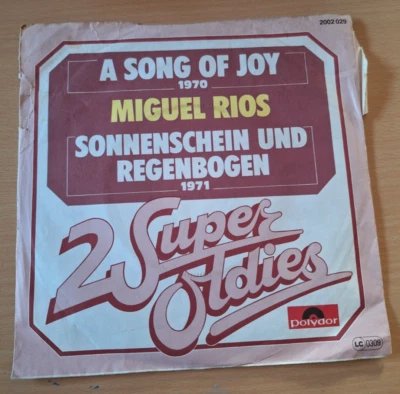 2002 029
A SONG OF JOY
1970
MIGUEL RIOS
SONNENSCHEIN UND
REGENBOGEN
1971
2 Super
Oldies
polydor
LC 0309